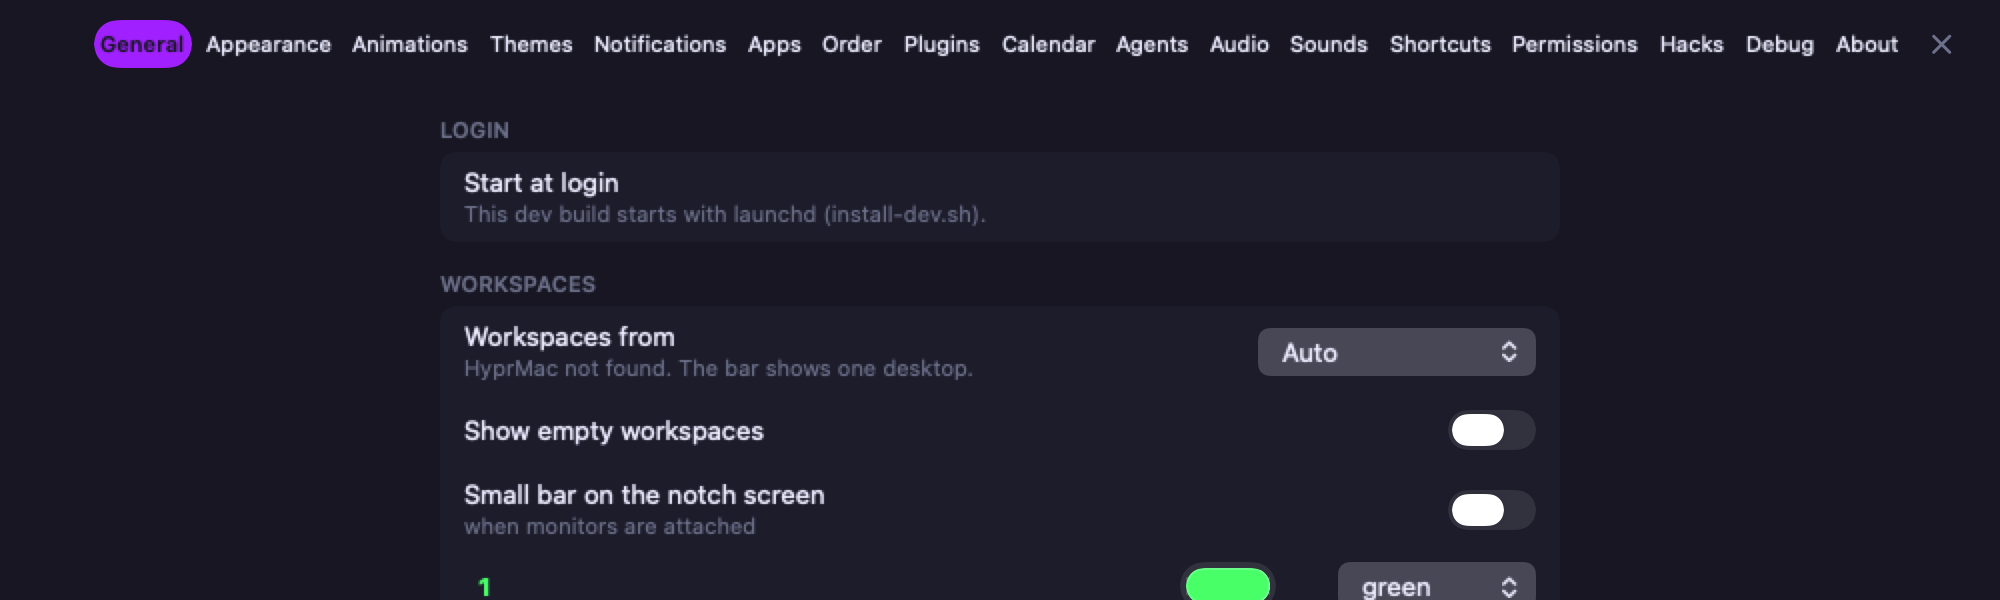 General Appearance Animations Themes Notifications Apps Order Plugins Calendar Agents Audio Sounds Shortcuts Permissions Hacks Debug About
LOGIN
Start at login
This dev build starts with launchd (install-dev.sh).
WORKSPACES
Workspaces from
Auto
HyprMac not found. The bar shows one desktop.
Show empty workspaces
Small bar on the notch screen
when monitors are attached
1
green